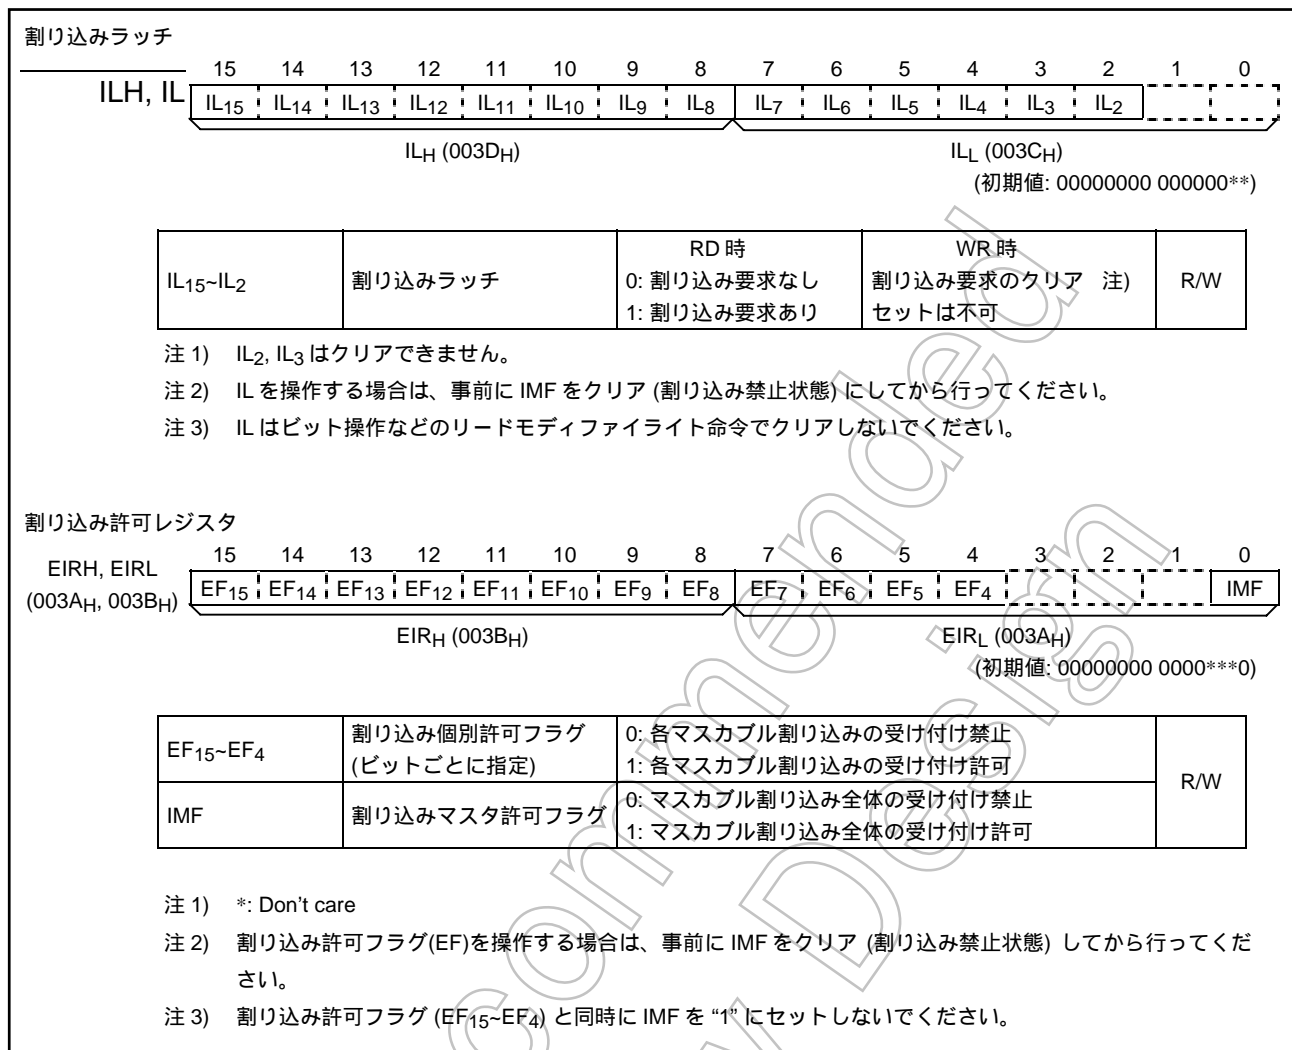 割り込みラッチ
15 14 13 12 11 10 9 8 7 6 5 4 3 2 1 0
ILH, IL IL15 IL14 IL13 IL12 IL11 IL10 IL9 IL8 IL7 IL6 IL5 IL4 IL3 IL2
ILH (003DH) ILL (003CH)
(初期値: 00000000 000000**)
RD 時 WR 時
IL15~IL2 割り込みラッチ 0: 割り込み要求なし 割り込み要求のクリア 注) R/W
1: 割り込み要求あり セットは不可
注 1) IL2, IL3 はクリアできません。
注 2) IL を操作する場合は、事前に IMF をクリア (割り込み禁止状態) にしてから行ってください。
注 3) IL はビット操作などのリードモディファイライト命令でクリアしないでください。
割り込み許可レジスタ
15 14 13 12 11 10 9 8 7 6 5 4 3 2 1 0
EIRH, EIRL
(003AH, 003BH) EF15 EF14 EF13 EF12 EF11 EF10 EF9 EF8 EF7 EF6 EF5 EF4 IMF
EIRH (003BH) EIRL (003AH)
(初期値: 00000000 0000***0)
EF15~EF4 割り込み個別許可フラグ 0: 各マスカブル割り込みの受け付け禁止
(ビットごとに指定) 1: 各マスカブル割り込みの受け付け許可
R/W
IMF 割り込みマスタ許可フラグ 0: マスカブル割り込み全体の受け付け禁止
1: マスカブル割り込み全体の受け付け許可
注 1) *: Don't care
注 2) 割り込み許可フラグ(EF)を操作する場合は、事前に IMF をクリア (割り込み禁止状態) してから行ってくだ
さい。
注 3) 割り込み許可フラグ (EF15~EF4) と同時に IMF を “1” にセットしないでください。